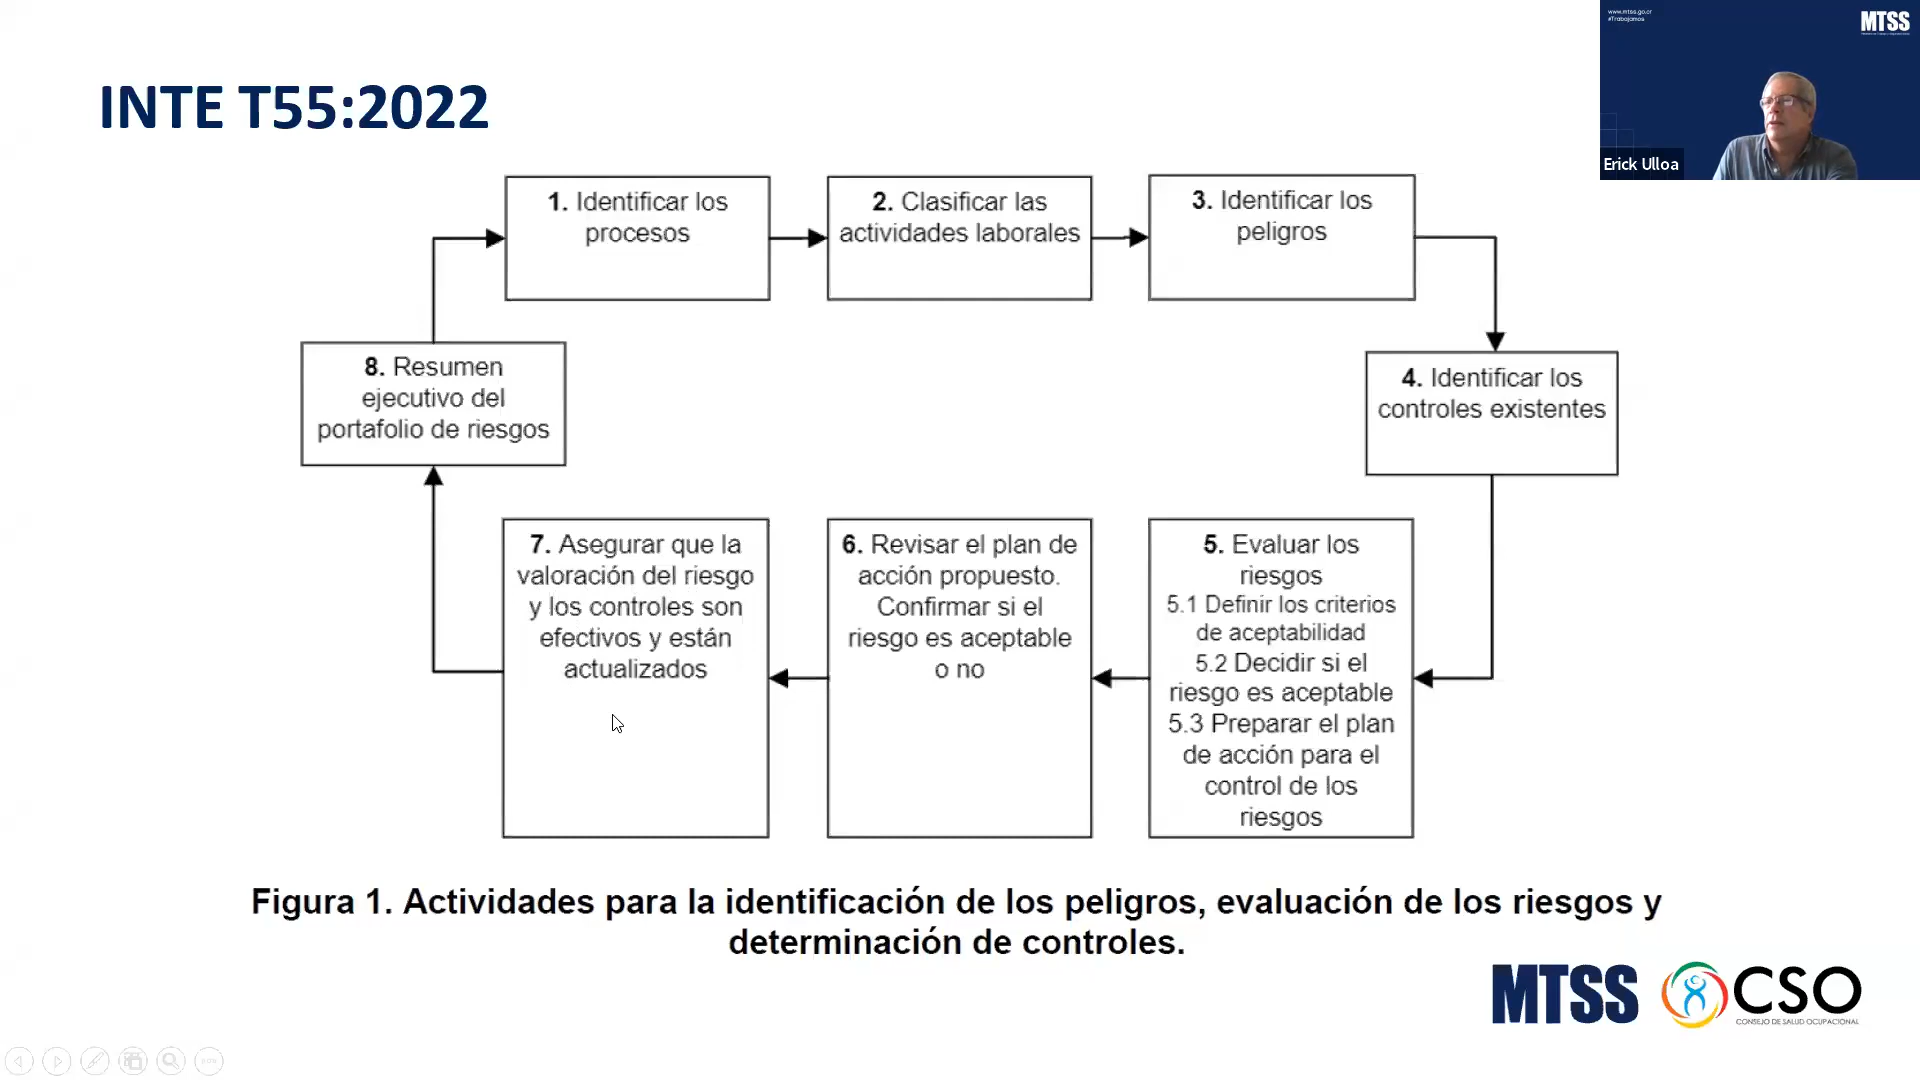 www.mtss.go.cr
#Trabajamos
MTSS
Erick Ulloa
INTE T55:2022
1. Identificar los
procesos
2. Clasificar las
actividades laborales
3. Identificar los
peligros
4. Identificar los
controles existentes
5. Evaluar los
riesgos
5.1 Definir los criterios
de aceptabilidad
5.2 Decidir si el
riesgo es aceptable
5.3 Preparar el plan
de acción para el
control de los
riesgos
6. Revisar el plan de
acción propuesto.
Confirmar si el
riesgo es aceptable
o no
7. Asegurar que la
valoración del riesgo
y los controles son
efectivos y están
actualizados
8. Resumen
ejecutivo del
portafolio de riesgos
Figura 1. Actividades para la identificación de los peligros, evaluación de los riesgos y
determinación de controles.
MTSS
CSO
CONSEJO DE SALUD OCUPACIONAL